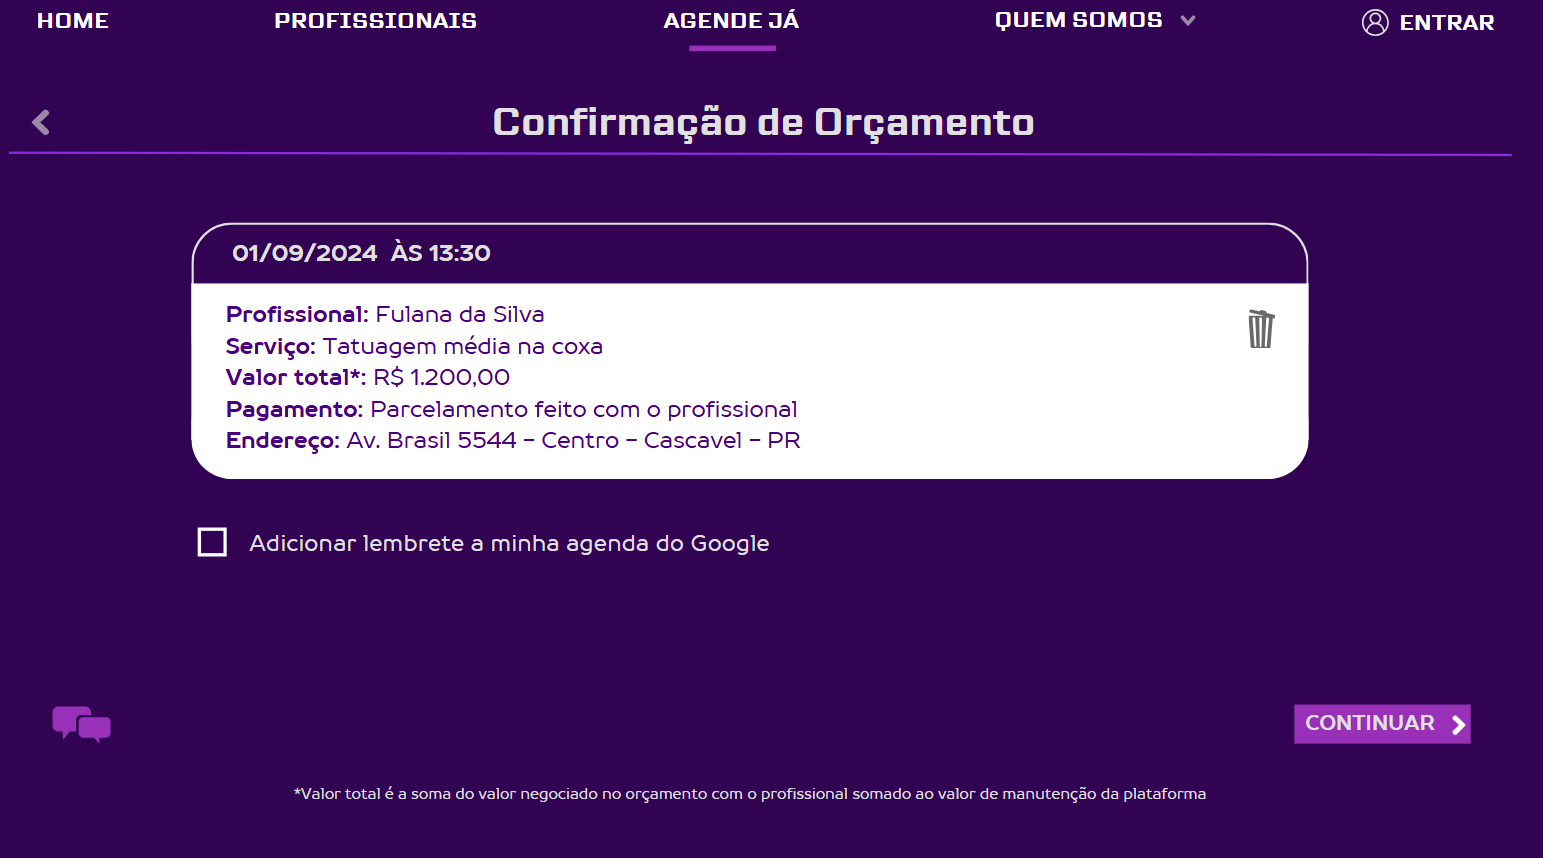 HOME PROFISSIONAIS AGENDE JÁ QUEM SOMOS ENTRAR
Confirmação de Orçamento
01/09/2024 ÀS 13:30
Profissional: Fulana da Silva
Serviço: Tatuagem média na coxa
Valor total*: R$ 1.200,00
Pagamento: Parcelamento feito com o profissional
Endereço: Av. Brasil 5544 - Centro - Cascavel - PR
Adicionar lembrete a minha agenda do Google
CONTINUAR
*Valor total é a soma do valor negociado no orçamento com o profissional somado ao valor de manutenção da plataforma